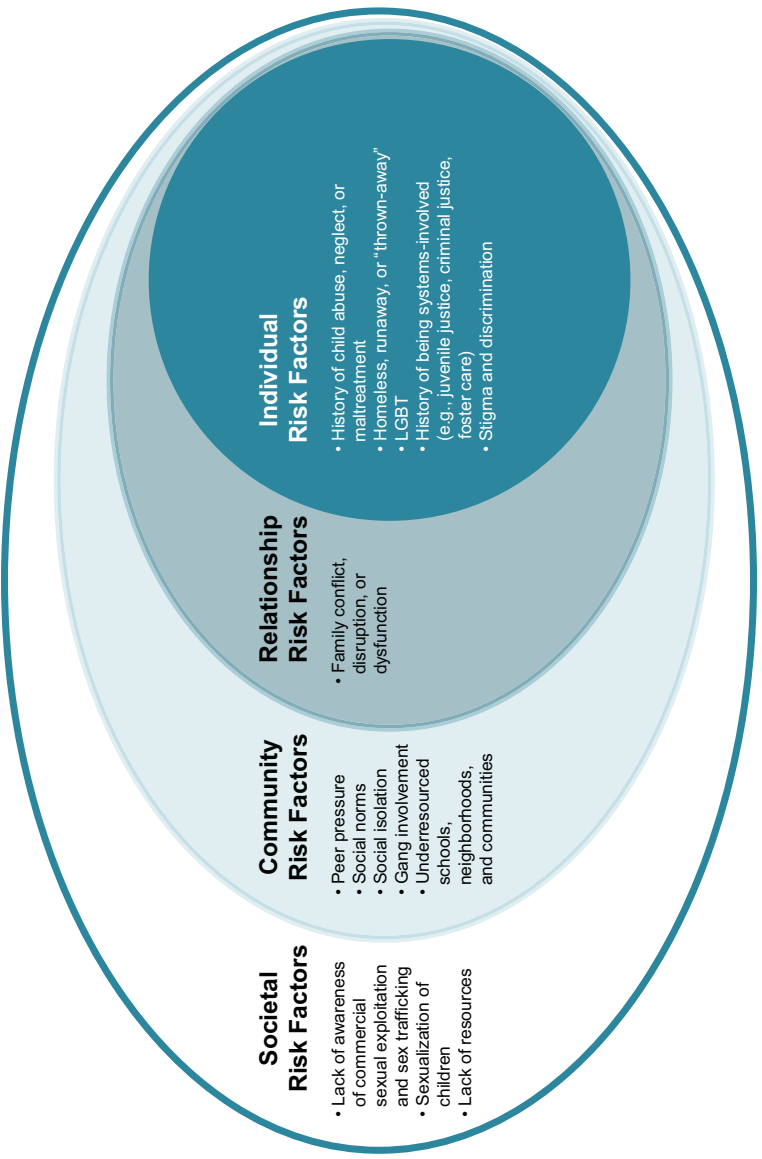 Societal
Risk Factors
• Lack of awareness
of commercial
sexual exploitation
and sex trafficking
• Sexualization of
children
• Lack of resources
Community
Risk Factors
• Peer pressure
• Social norms
• Social isolation
• Gang involvement
• Underresourced
schools,
neighborhoods,
and communities
Relationship
Risk Factors
• Family conflict,
disruption, or
dysfunction
Individual
Risk Factors
• History of child abuse, neglect, or
maltreatment
• Homeless, runaway, or “thrown-away”
• LGBT
• History of being systems-involved
(e.g., juvenile justice, criminal justice,
foster care)
• Stigma and discrimination